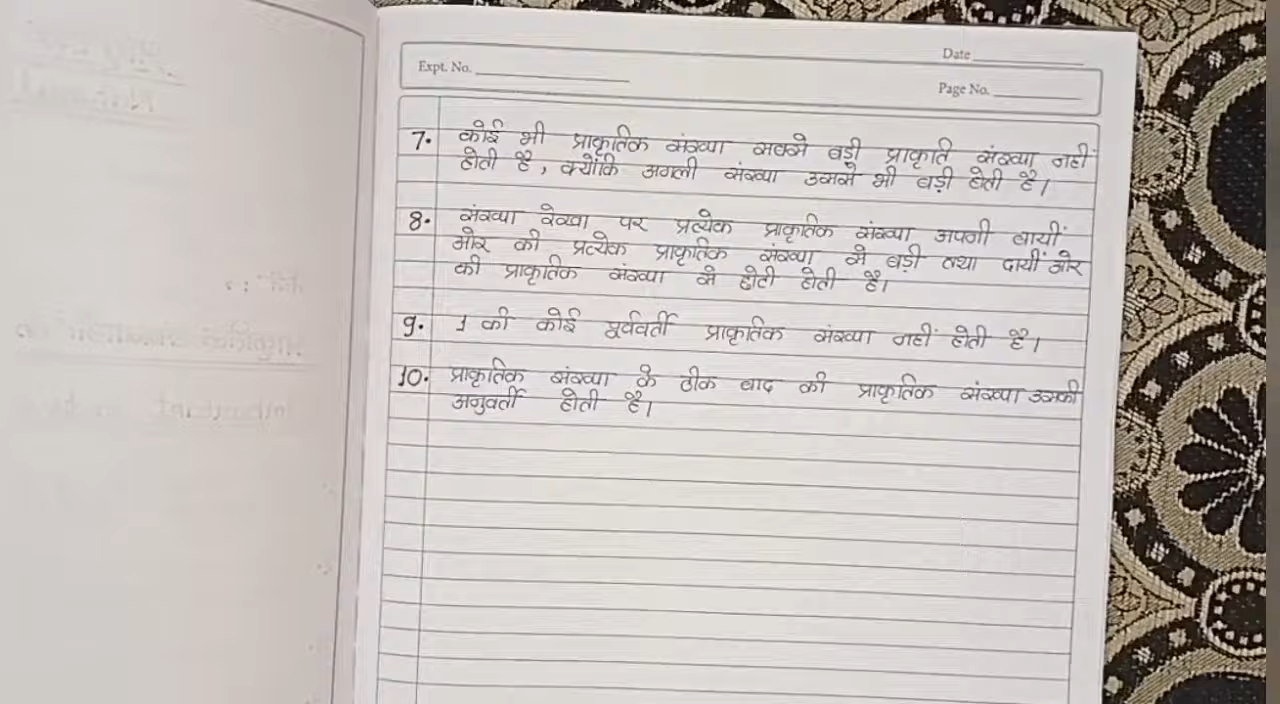 Date
Expt. No.
Page No.
7. कोई भी प्राकृतिक संख्या सबसे बड़ी प्राकृति संख्या नहीं
होती है, क्योंकि अगली संख्या उससे भी बड़ी होती है।
8. संख्या रेखा पर प्रत्येक प्राकृतिक संख्या अपनी बायीं
ओर की प्रत्येक प्राकृतिक संख्या से बड़ी तथा दायीं ओर
की प्राकृतिक संख्या से होटी होती है।
9. 1 की कोई पूर्ववर्ती प्राकृतिक संख्या नहीं होती है।
10. प्राकृतिक संख्या के ठीक बाद की प्राकृतिक संख्या उसकी
अनुवर्ती होती है।